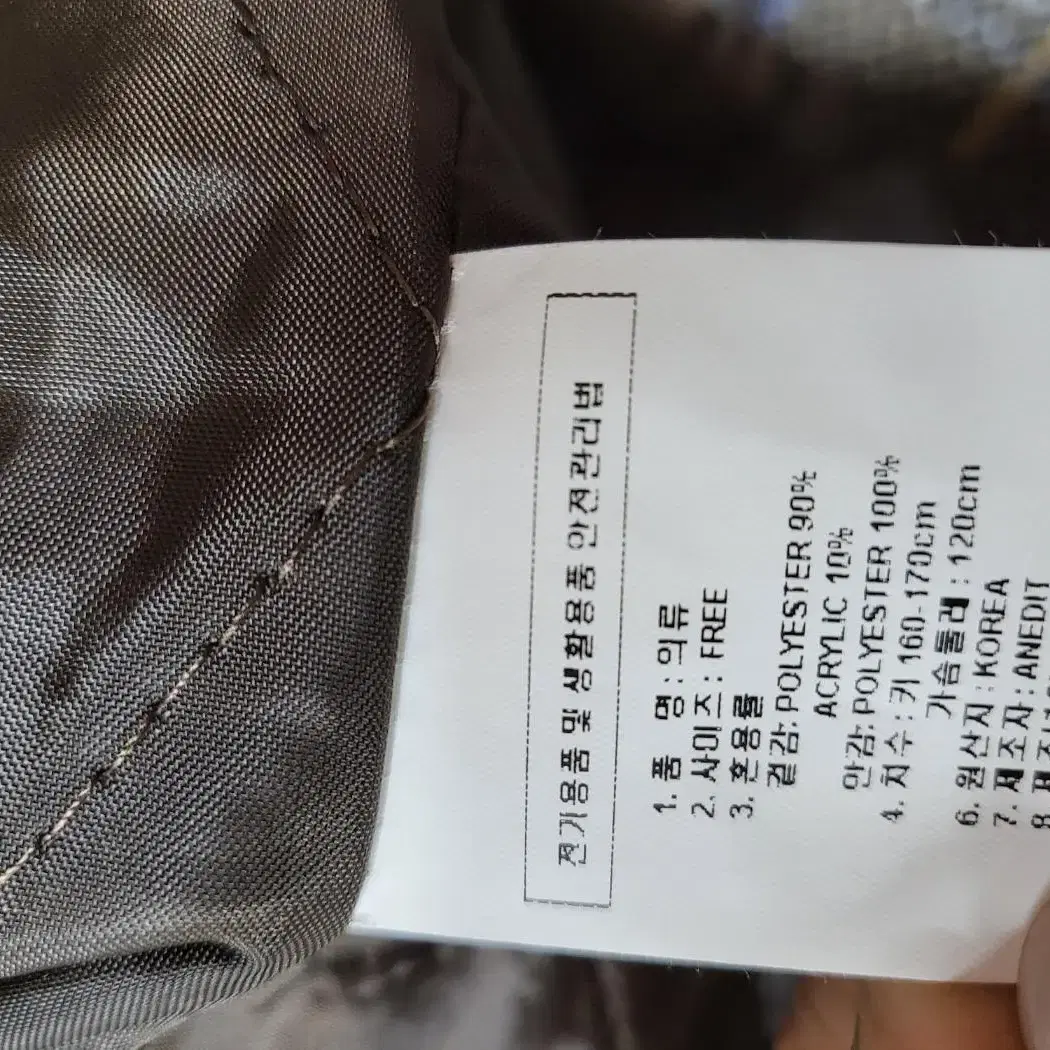 전기용품 및 생활용품 안전관리법
1. 품 명 : 의류
2. 사이즈 : FREE
3. 혼용률
겉감: POLYESTER 90%
ACRYLIC 10%
안감: POLYESTER 100%
4. 치수 : 키 160-170cm
가슴둘레 : 120cm
6. 원산지 : KOREA
7. 제조자 : ANEDIT
8.